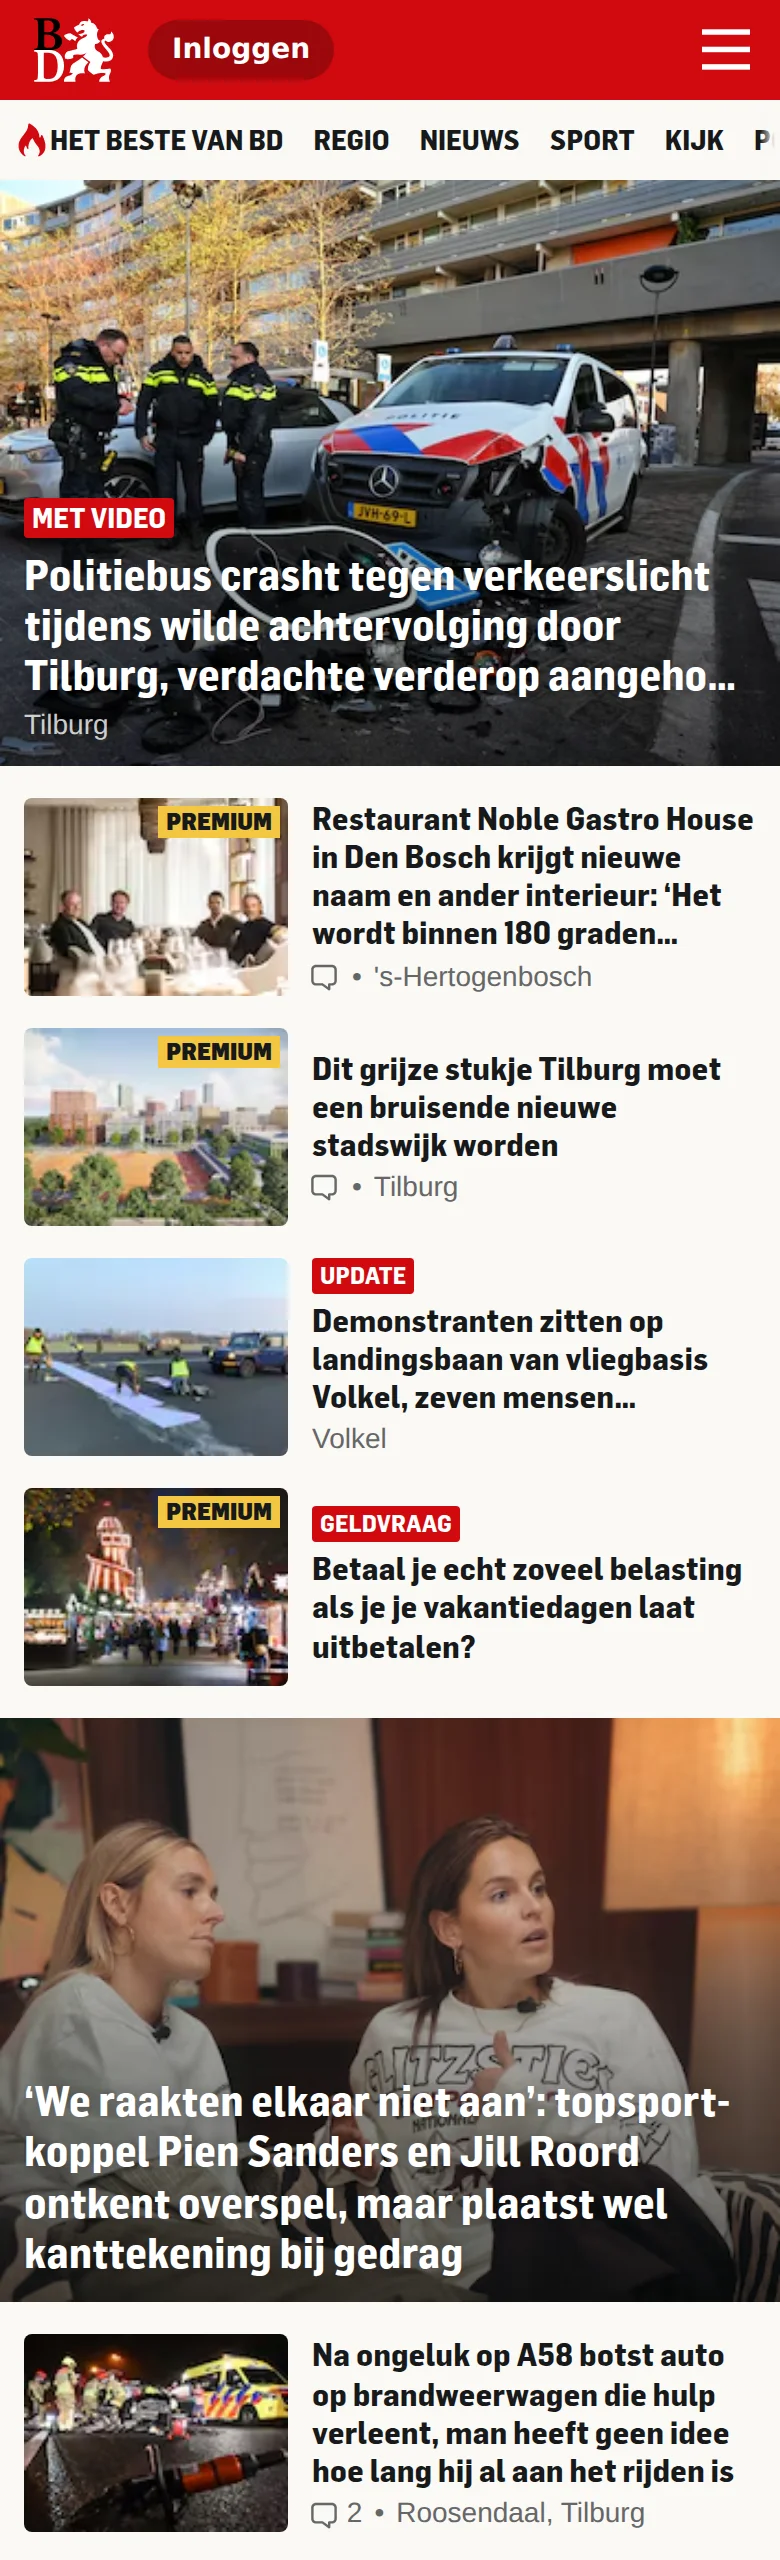 BD
Inloggen
HET BESTE VAN BD REGIO NIEUWS SPORT KIJK
POLITIE
JVH-69-L
MET VIDEO
Politiebus crasht tegen verkeerslicht
tijdens wilde achtervolging door
Tilburg, verdachte verderop aangeho...
Tilburg
PREMIUM
Restaurant Noble Gastro House
in Den Bosch krijgt nieuwe
naam en ander interieur: ‘Het
wordt binnen 180 graden...
• 's-Hertogenbosch
PREMIUM
Dit grijze stukje Tilburg moet
een bruisende nieuwe
stadswijk worden
• Tilburg
UPDATE
Demonstranten zitten op
landingsbaan van vliegbasis
Volkel, zeven mensen...
Volkel
PREMIUM
GELDVRAAG
Betaal je echt zoveel belasting
als je je vakantiedagen laat
uitbetalen?
‘We raakten elkaar niet aan’: topsport-
koppel Pien Sanders en Jill Roord
ontkent overspel, maar plaatst wel
kanttekening bij gedrag
Na ongeluk op A58 botst auto
op brandweerwagen die hulp
verleent, man heeft geen idee
hoe lang hij al aan het rijden is
2 • Roosendaal, Tilburg